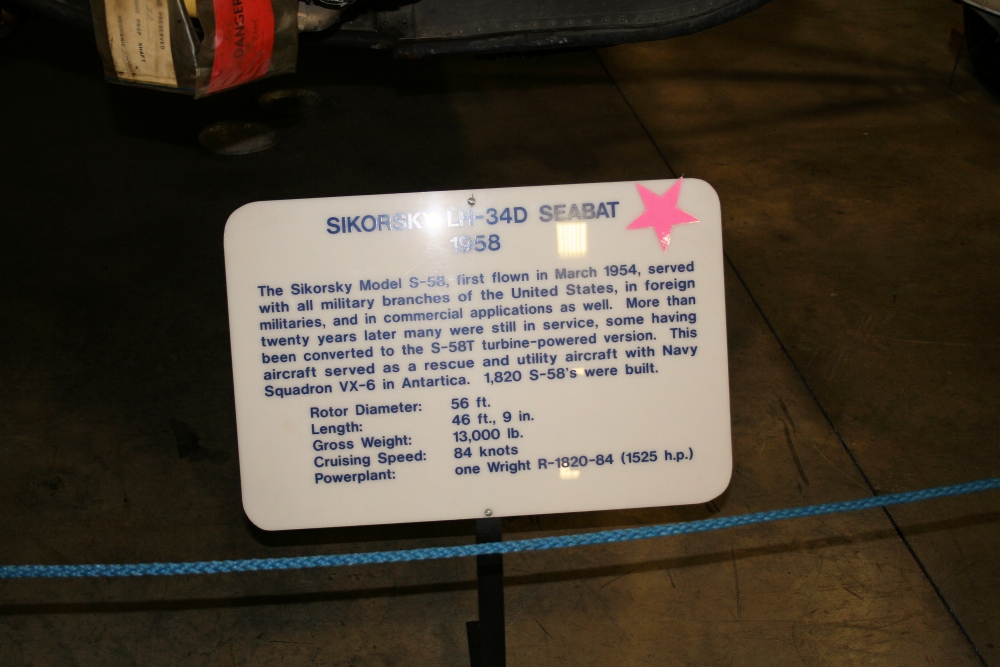 PRESERVED
DANGER
SIKORSKY LH-34D SEABAT
1958
The Sikorsky Model S-58, first flown in March 1954, served
with all military branches of the United States, in foreign
militaries, and in commercial applications as well. More than
twenty years later many were still in service, some having
been converted to the S-58T turbine-powered version. This
aircraft served as a rescue and utility aircraft with Navy
Squadron VX-6 in Antartica. 1,820 S-58's were built.
Rotor Diameter: 56 ft.
Length: 46 ft., 9 in.
Gross Weight: 13,000 lb.
Cruising Speed: 84 knots
Powerplant: one Wright R-1820-84 (1525 h.p.)